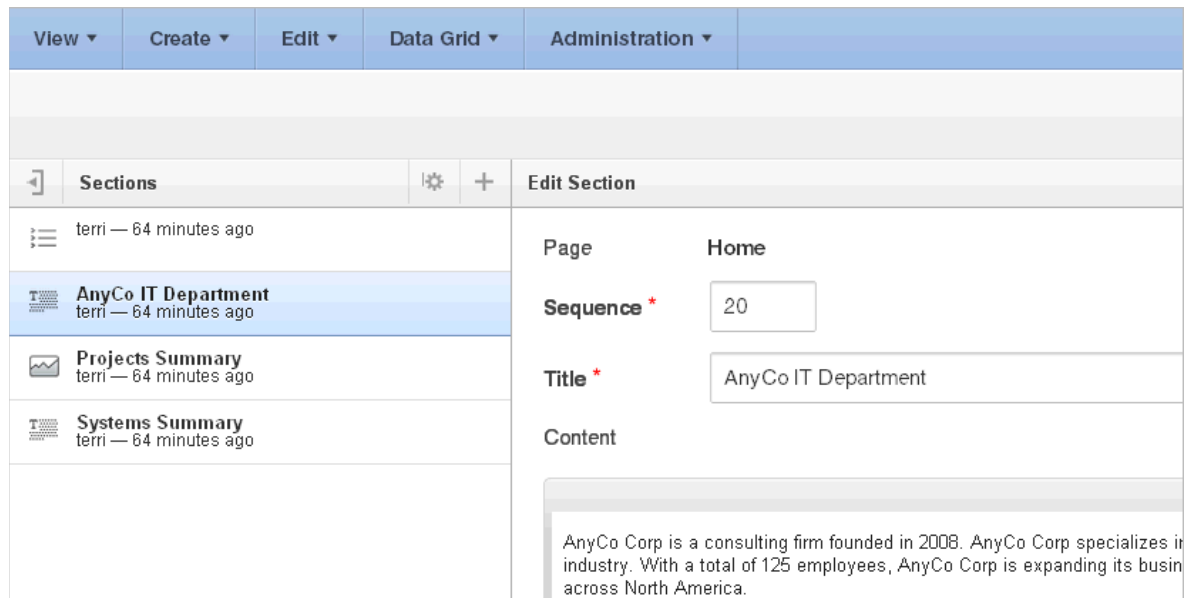 View Create Edit Data Grid Administration
Sections
terri — 64 minutes ago
AnyCo IT Department
terri — 64 minutes ago
Projects Summary
terri — 64 minutes ago
Systems Summary
terri — 64 minutes ago
Edit Section
Page Home
Sequence * 20
Title * AnyCo IT Department
Content
AnyCo Corp is a consulting firm founded in 2008. AnyCo Corp specializes
industry. With a total of 125 employees, AnyCo Corp is expanding its
across North America.